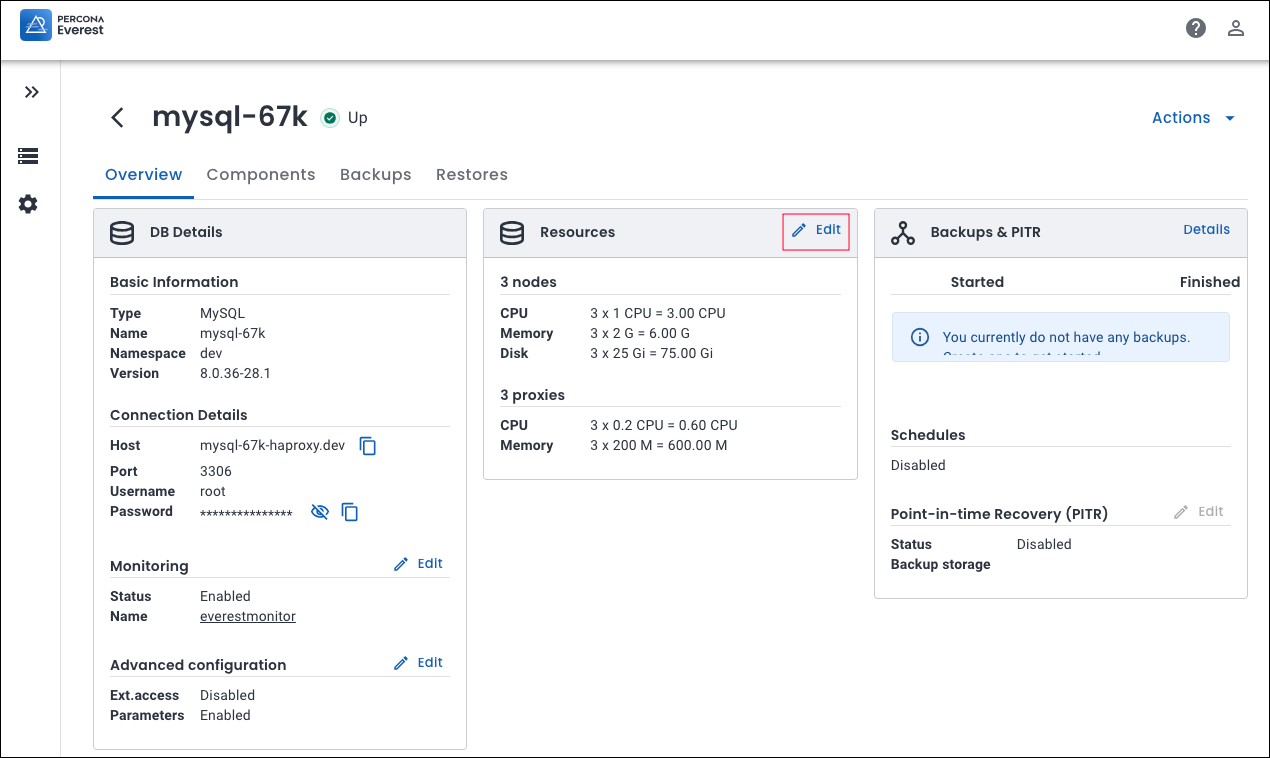 PERCONA
Everest
mysql-67k
Up
Actions
Overview
Components
Backups
Restores
DB Details
Basic Information
Type MySQL
Name mysql-67k
Namespace dev
Version 8.0.36-28.1
Connection Details
Host mysql-67k-haproxy.dev
Port 3306
Username root
Password ***************
Monitoring
Edit
Status Enabled
Name everestmonitor
Advanced configuration
Edit
Ext.access Disabled
Parameters Enabled
Resources
Edit
3 nodes
CPU 3 x 1 CPU = 3.00 CPU
Memory 3 x 2 G = 6.00 G
Disk 3 x 25 Gi = 75.00 Gi
3 proxies
CPU 3 x 0.2 CPU = 0.60 CPU
Memory 3 x 200 M = 600.00 M
Backups & PITR
Details
Started Finished
You currently do not have any backups.
Create one to get started.
Schedules
Disabled
Point-in-time Recovery (PITR)
Edit
Status Disabled
Backup storage